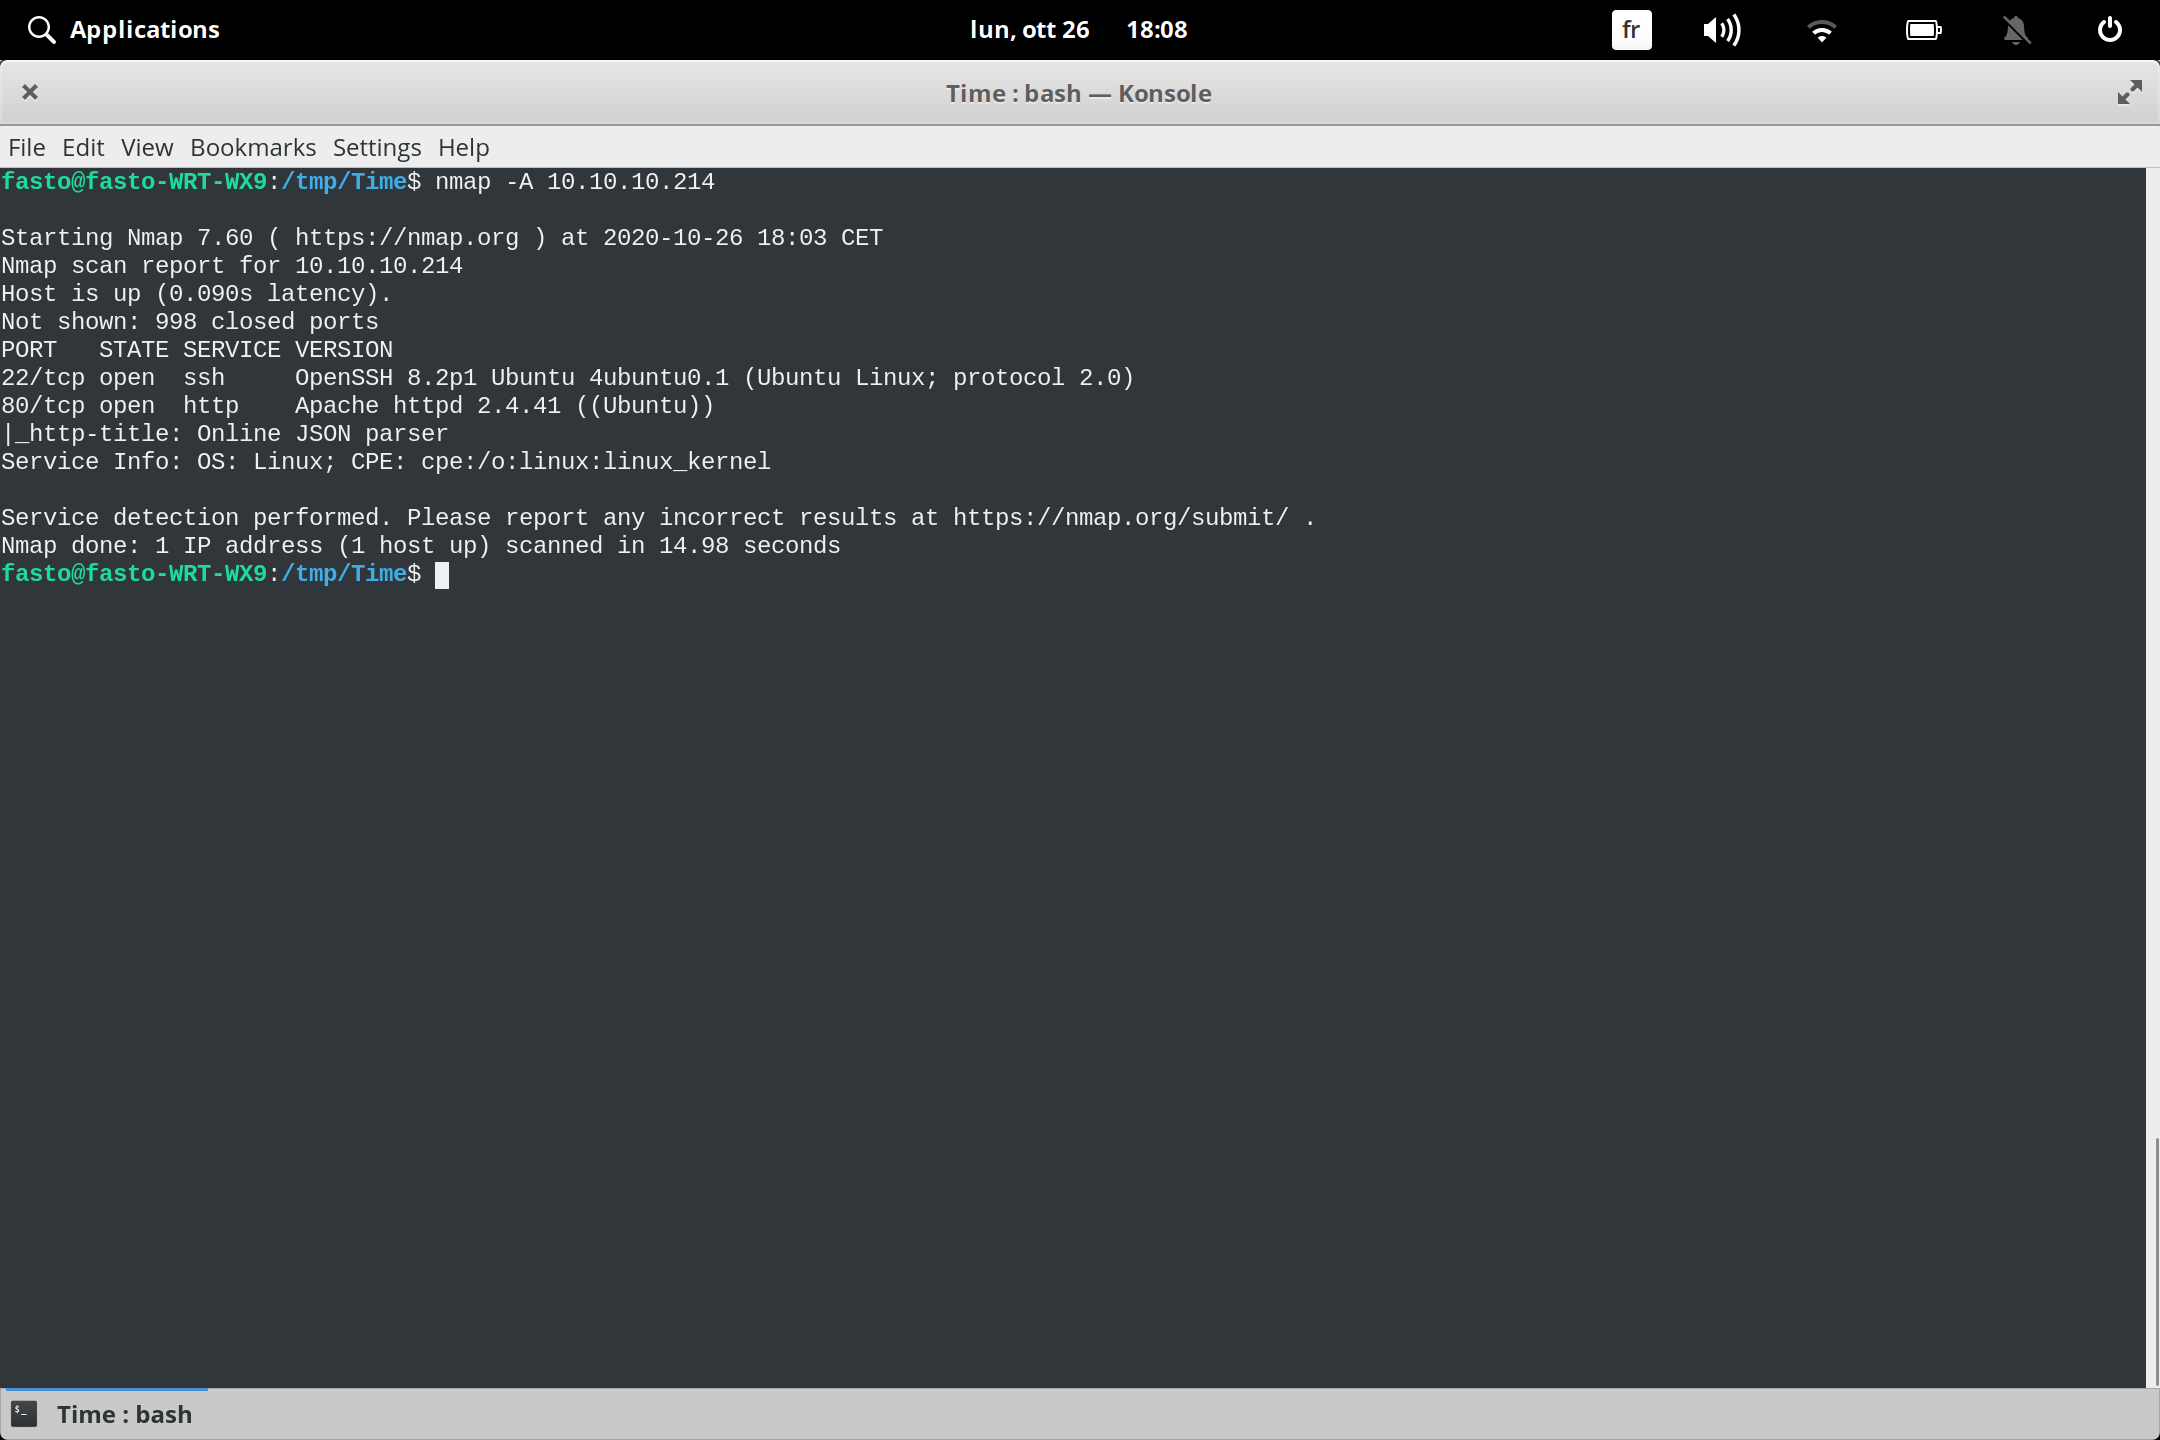 Applications
lun, ott 26 18:08
fr
Time : bash — Konsole
File Edit View Bookmarks Settings Help
fasto@fasto-WRT-WX9:/tmp/Time$ nmap -A 10.10.10.214
Starting Nmap 7.60 ( https://nmap.org ) at 2020-10-26 18:03 CET
Nmap scan report for 10.10.10.214
Host is up (0.090s latency).
Not shown: 998 closed ports
PORT   STATE SERVICE VERSION
22/tcp open  ssh     OpenSSH 8.2p1 Ubuntu 4ubuntu0.1 (Ubuntu Linux; protocol 2.0)
80/tcp open  http    Apache httpd 2.4.41 ((Ubuntu))
|_http-title: Online JSON parser
Service Info: OS: Linux; CPE: cpe:/o:linux:linux_kernel
Service detection performed. Please report any incorrect results at https://nmap.org/submit/ .
Nmap done: 1 IP address (1 host up) scanned in 14.98 seconds
fasto@fasto-WRT-WX9:/tmp/Time$
$_ Time : bash